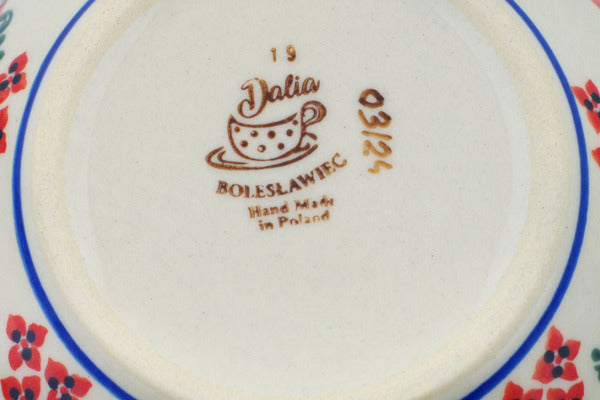 19
Dalia
03/24
BOLESŁAWIEC
Hand Made
in Poland